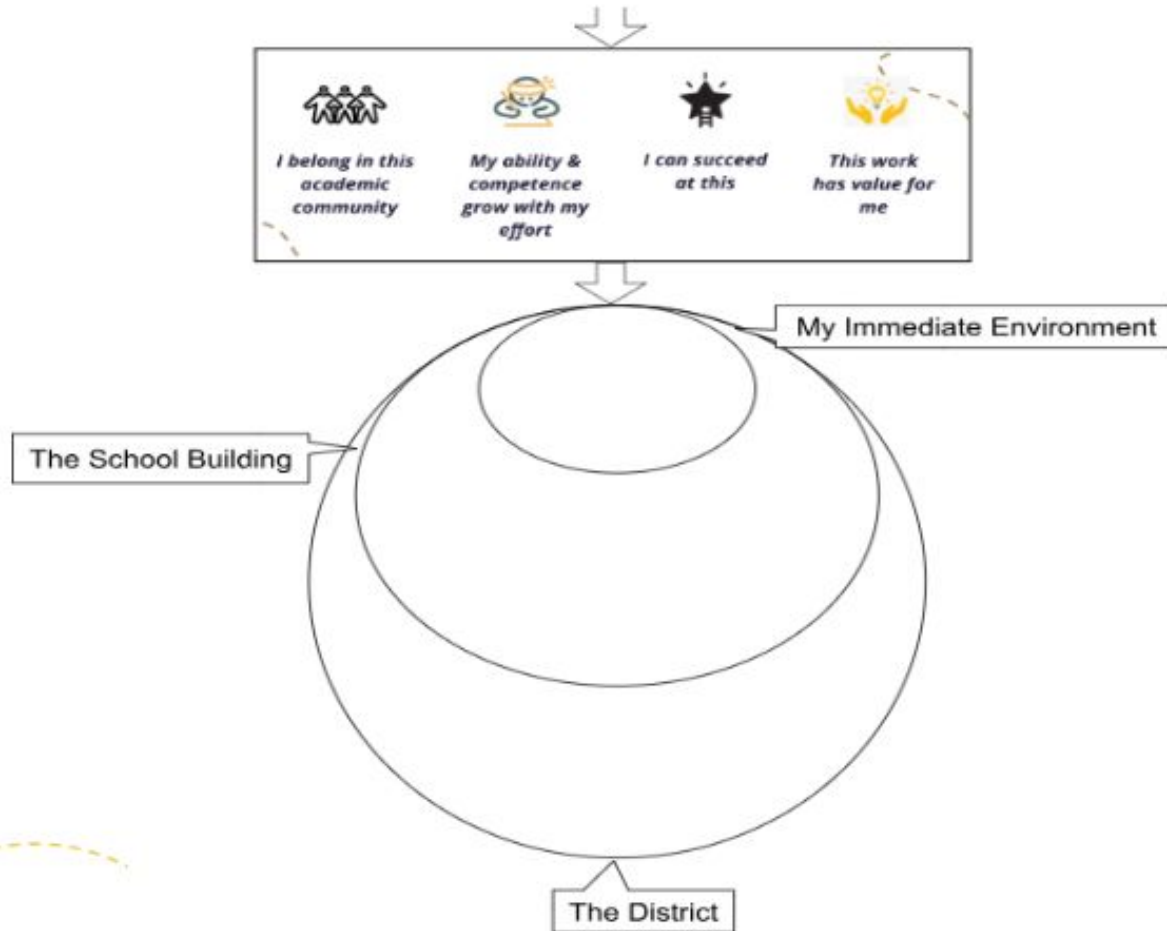 I belong in this
academic
community
My ability &
competence
grow with my
effort
I can succeed
at this
This work
has value for
me
My Immediate Environment
The School Building
The District